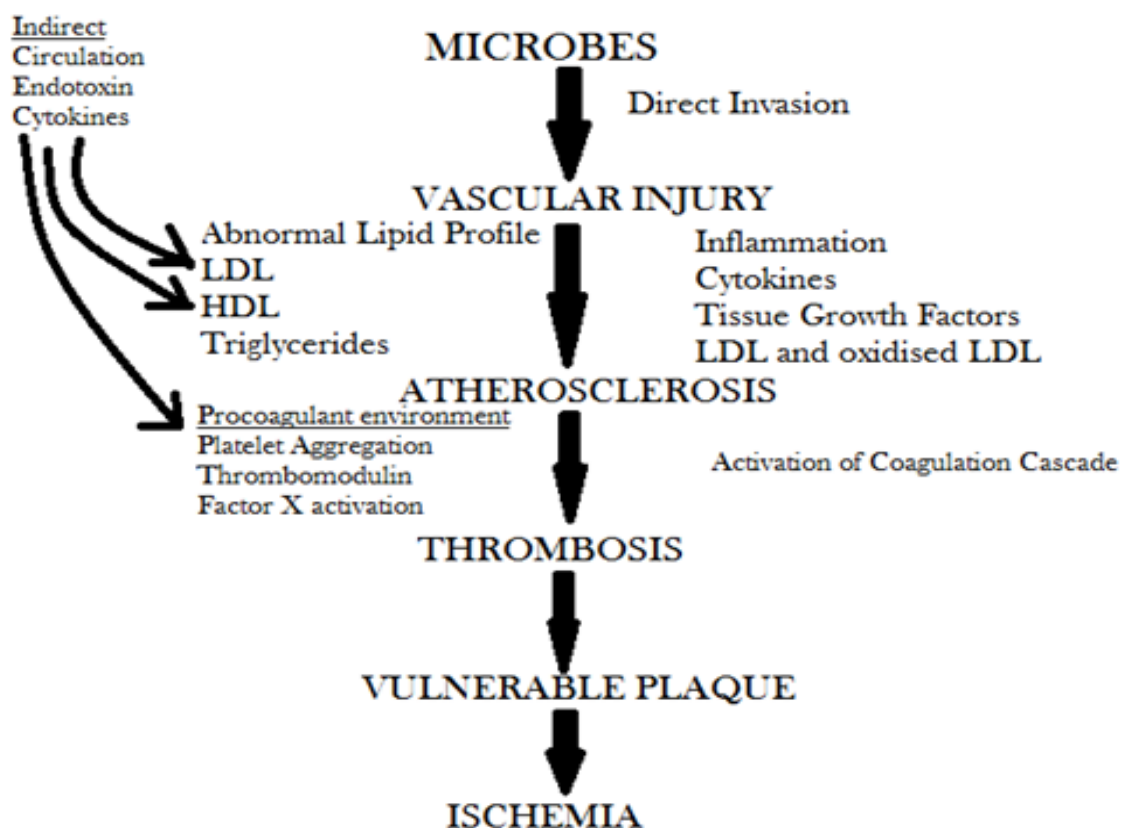 Indirect
Circulation
Endotoxin
Cytokines
MICROBES
Direct Invasion
VASCULAR INJURY
Abnormal Lipid Profile
LDL
HDL
Triglycerides
Inflammation
Cytokines
Tissue Growth Factors
LDL and oxidised LDL
ATHEROSCLEROSIS
Procoagulant environment
Platelet Aggregation
Thrombomodulin
Factor X activation
Activation of Coagulation Cascade
THROMBOSIS
VULNERABLE PLAQUE
ISCHEMIA